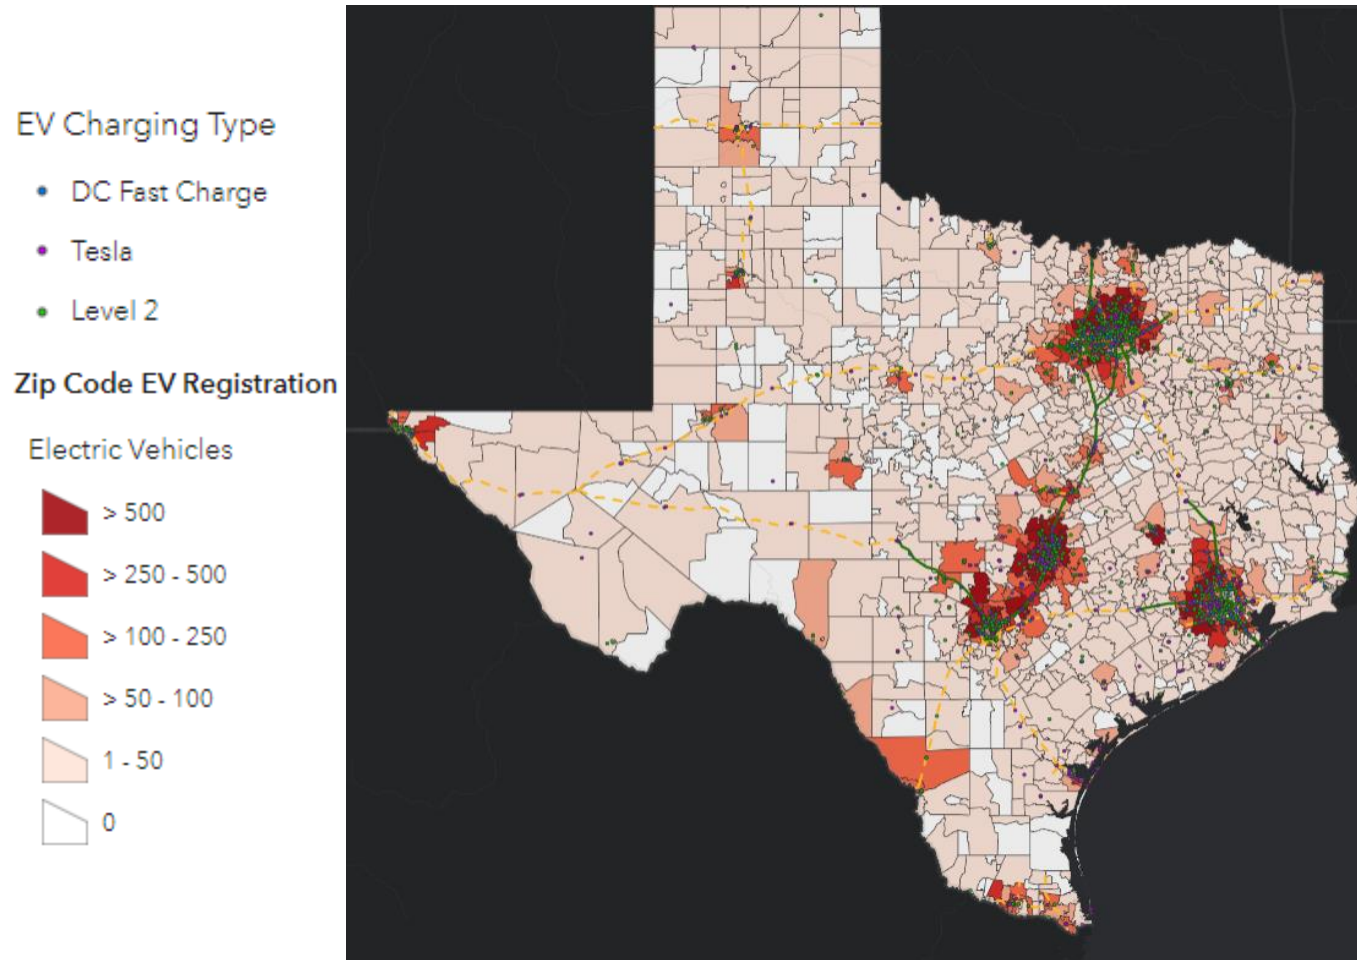 EV Charging Type
DC Fast Charge
Tesla
Level 2
Zip Code EV Registration
Electric Vehicles
> 500
> 250 - 500
> 100 - 250
> 50 - 100
1 - 50
0